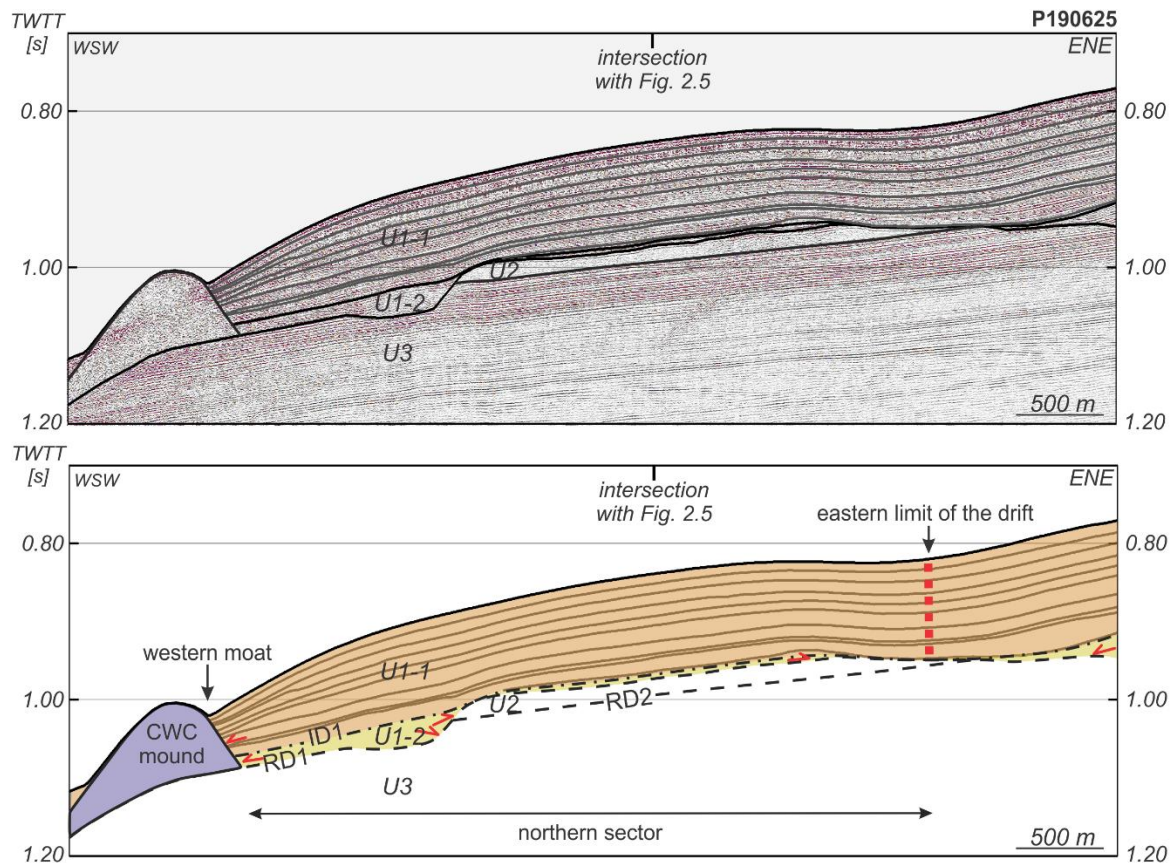 TWTT
[s]
P190625
WSW
ENE
intersection
with Fig. 2.5
0.80
0.80
U1-1
1.00
1.00
U2
U1-2
U3
500 m
1.20
1.20
TWTT
[s]
WSW
ENE
intersection
with Fig. 2.5
eastern limit of the drift
0.80
0.80
western moat
U1-1
1.00
1.00
U2
RD2
CWC
mound
ID1
U1-2
RD1
U3
northern sector
500 m
1.20
1.20